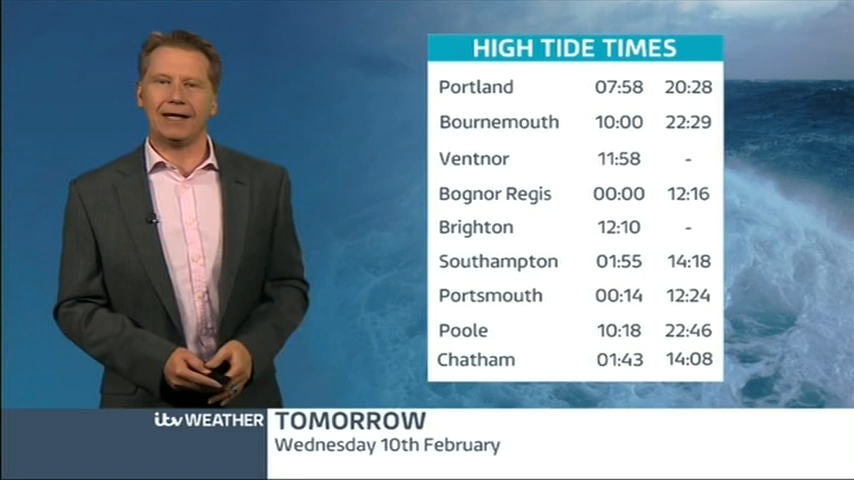 HIGH TIDE TIMES
Portland 07:58 20:28
Bournemouth 10:00 22:29
Ventnor 11:58 -
Bognor Regis 00:00 12:16
Brighton 12:10 -
Southampton 01:55 14:18
Portsmouth 00:14 12:24
Poole 10:18 22:46
Chatham 01:43 14:08
itv WEATHER TOMORROW
Wednesday 10th February